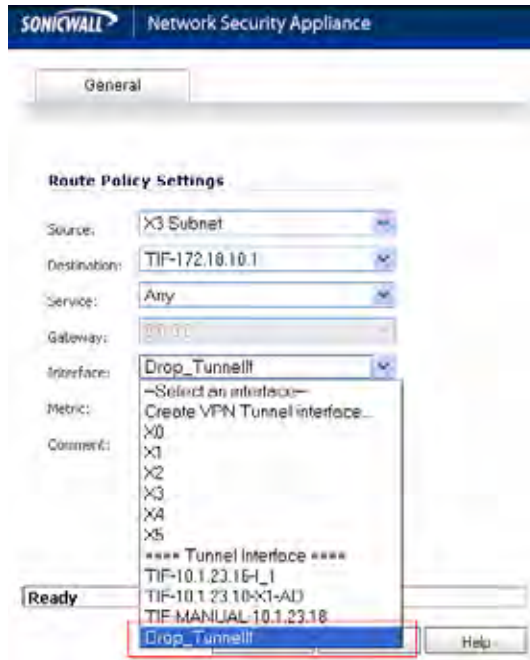 SONICWALL Network Security Appliance
General
Route Policy Settings
Source: X3 Subnet
Destination: TIF-172.18.10.1
Service: Any
Gateway:
Interface: Drop_TunnelIf
--Select an interface--
Create VPN Tunnel interface...
Metric:
X0
X1
Comment:
X2
X3
X4
X5
**** Tunnel Interface ****
TIF-10.1.23.16-I_1
TIF-10.1.23.10-X1-AD
Ready
TIF-MANUAL-10.1.23.18
Drop_TunnelIf
Help